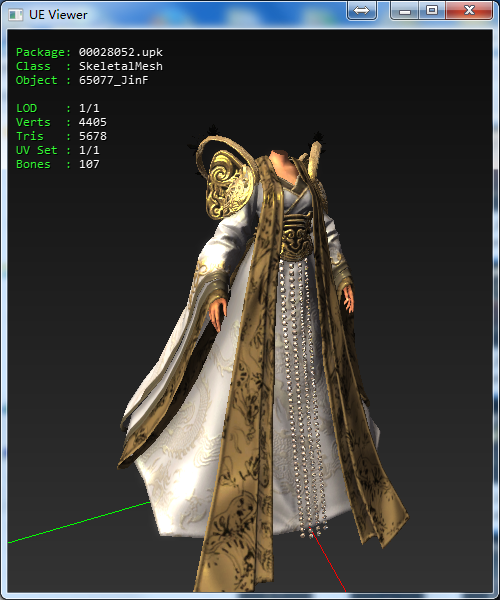 UE Viewer
Package: 00028052.upk
Class  : SkeletalMesh
Object : 65077_JinF
LOD    : 1/1
Verts  : 4405
Tris   : 5678
UV Set : 1/1
Bones  : 107